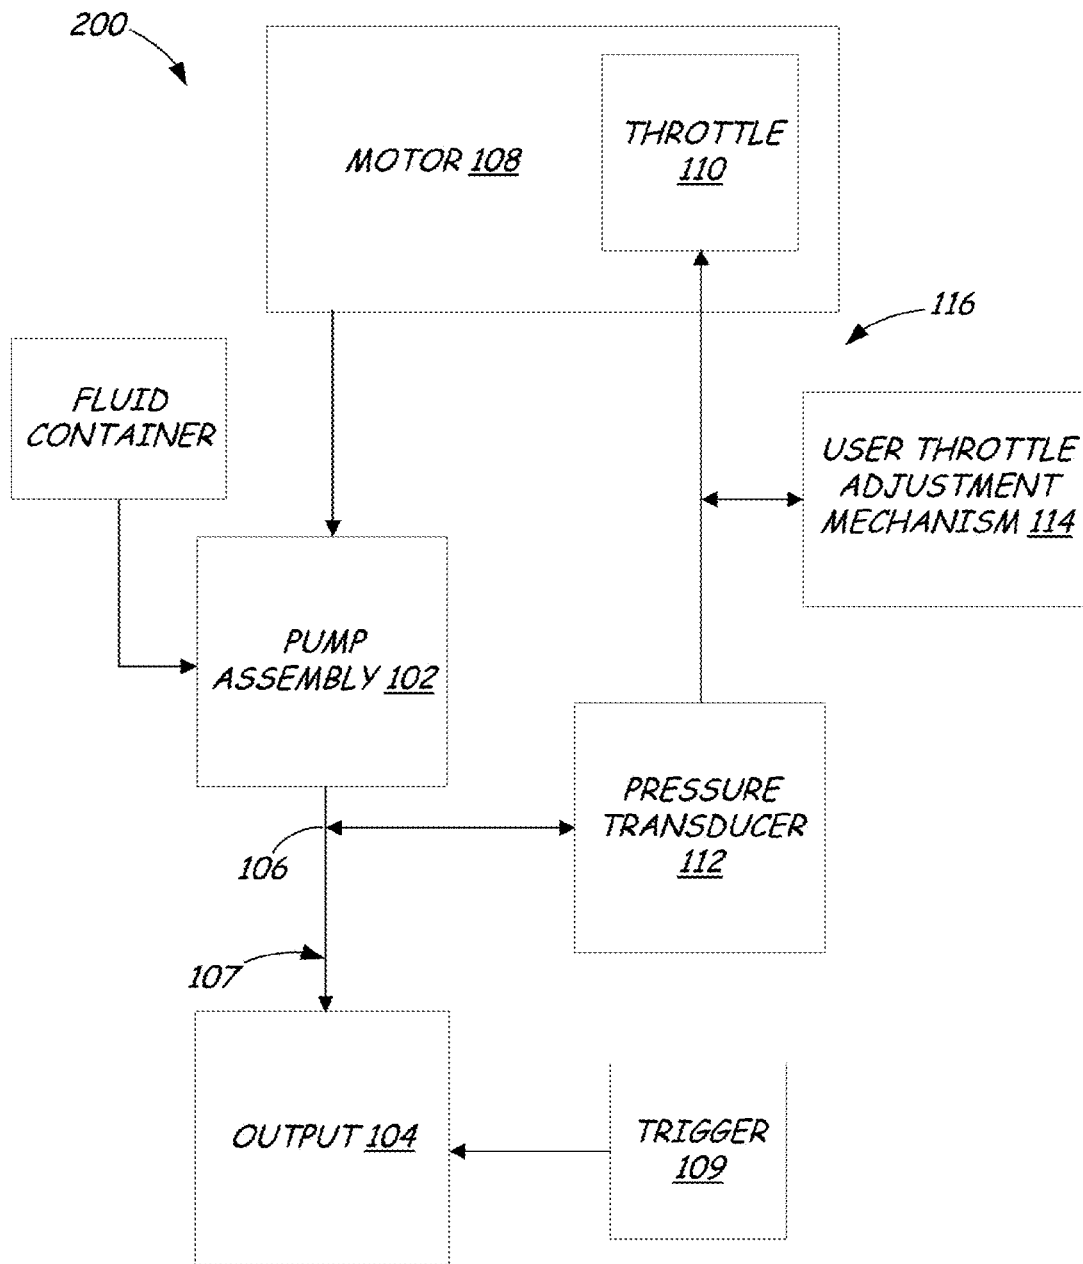 200
MOTOR 108
THROTTLE
110
116
FLUID
CONTAINER
USER THROTTLE
ADJUSTMENT
MECHANISM 114
PUMP
ASSEMBLY 102
PRESSURE
TRANSDUCER
112
106
107
OUTPUT 104
TRIGGER
109